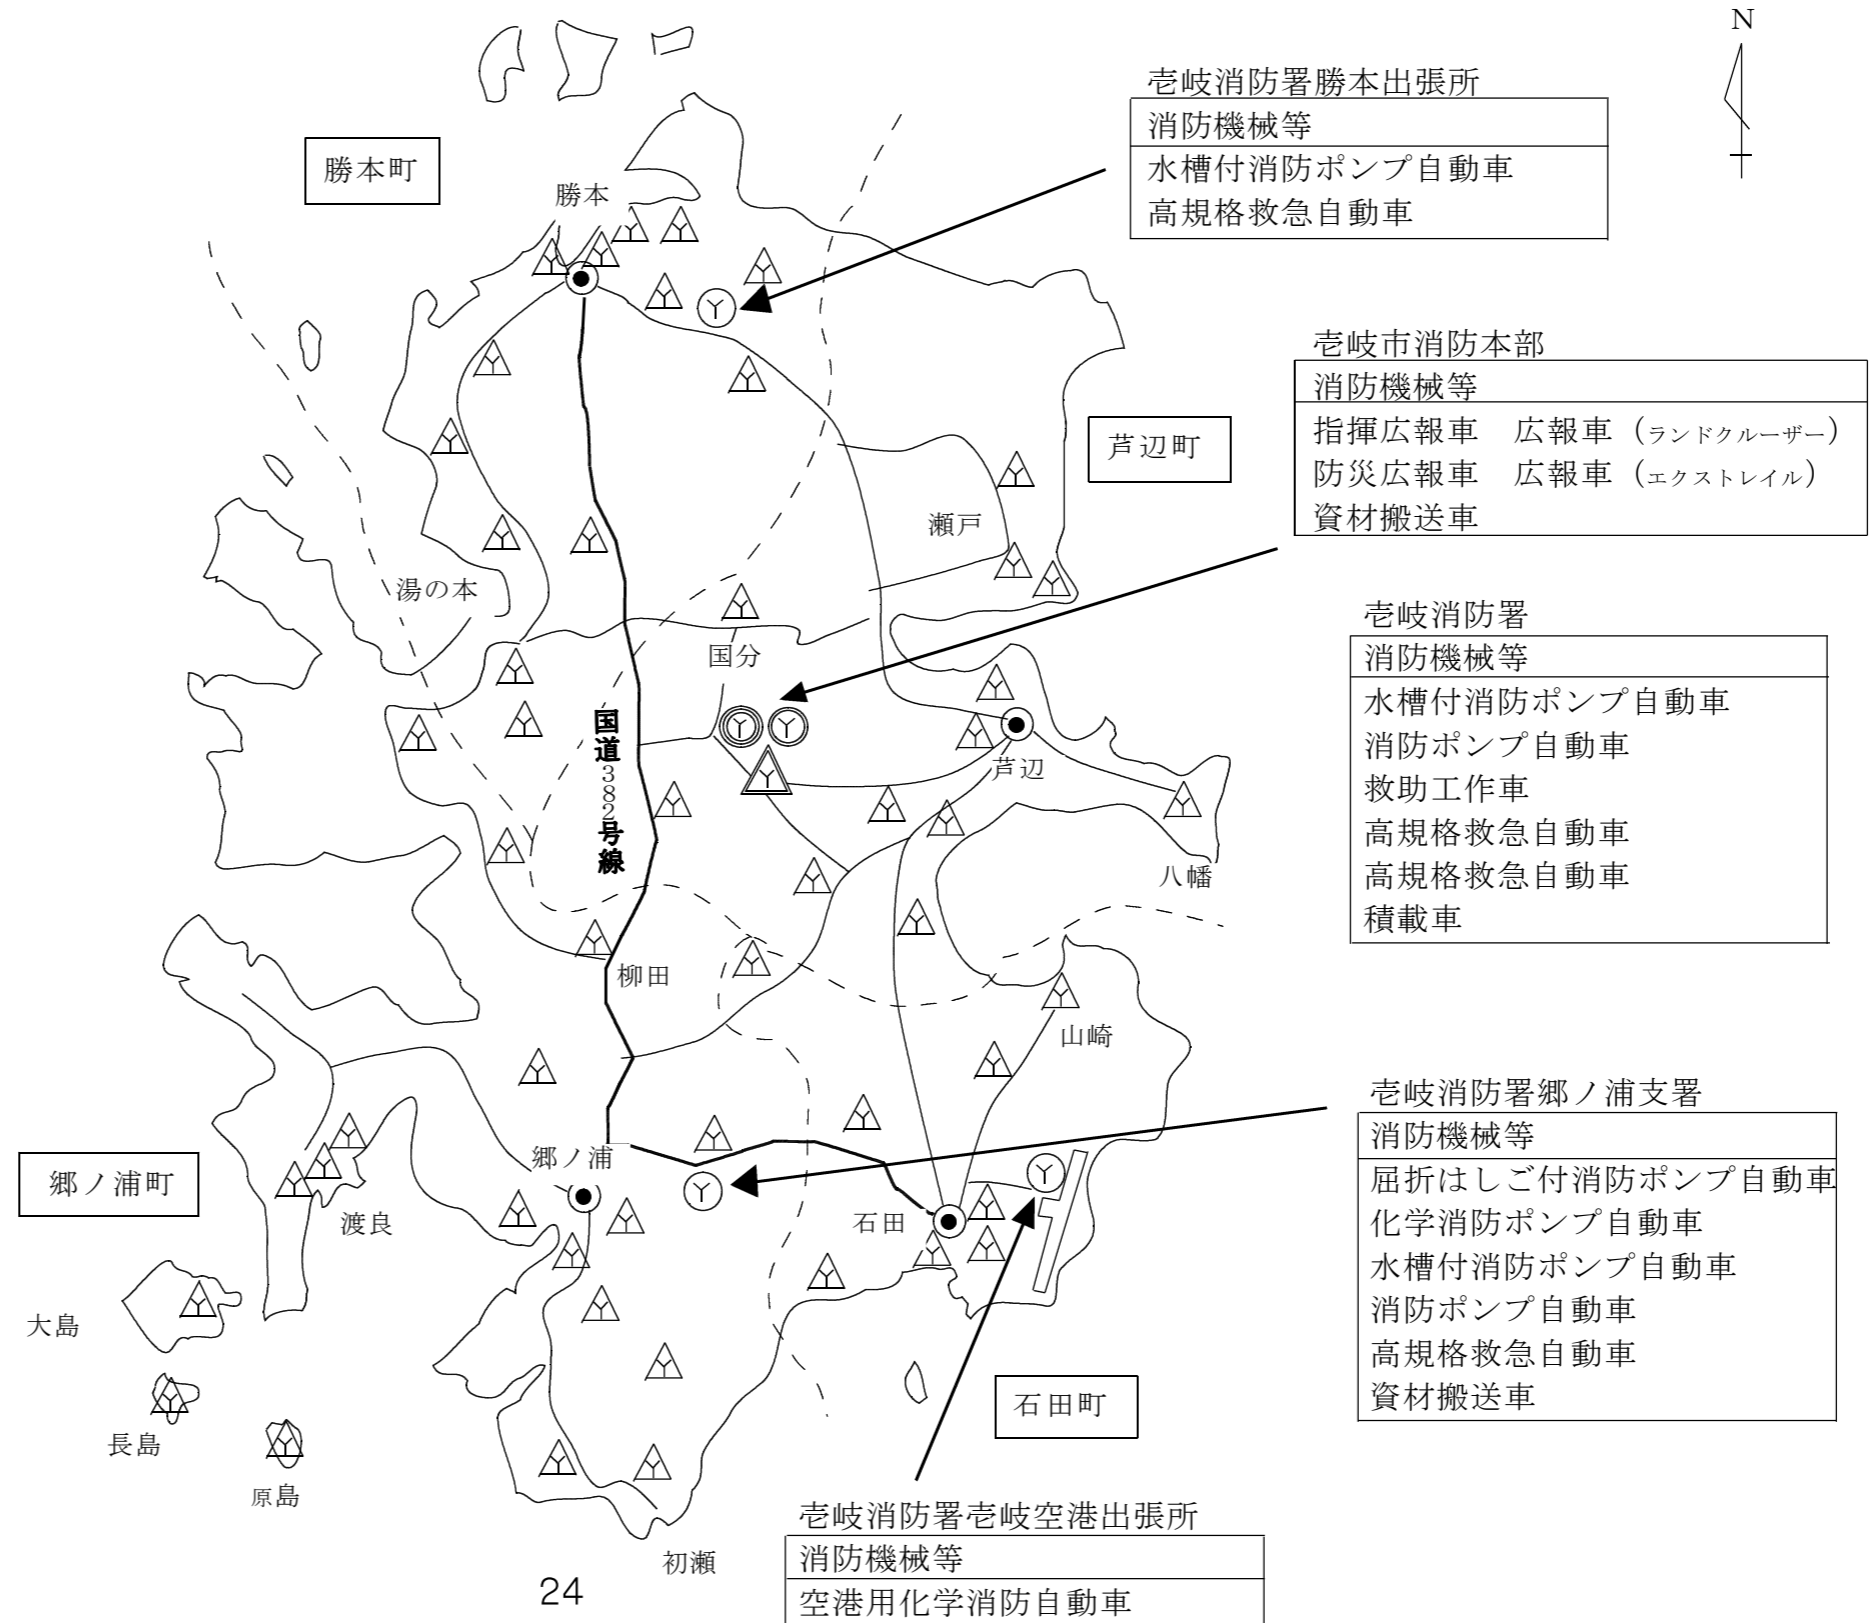 N
壱岐消防署勝本出張所
消防機械等
水槽付消防ポンプ自動車
高規格救急自動車
勝本町
勝本
壱岐市消防本部
消防機械等
指揮広報車　広報車（ランドクルーザー）
防災広報車　広報車（エクストレイル）
資材搬送車
芦辺町
瀬戸
湯の本
国分
壱岐消防署
消防機械等
水槽付消防ポンプ自動車
消防ポンプ自動車
救助工作車
高規格救急自動車
高規格救急自動車
積載車
国道382号線
芦辺
八幡
柳田
山崎
壱岐消防署郷ノ浦支署
消防機械等
屈折はしご付消防ポンプ自動車
化学消防ポンプ自動車
水槽付消防ポンプ自動車
消防ポンプ自動車
高規格救急自動車
資材搬送車
郷ノ浦
郷ノ浦町
渡良
石田
大島
長島
原島
石田町
初瀬
壱岐消防署壱岐空港出張所
消防機械等
空港用化学消防自動車
24